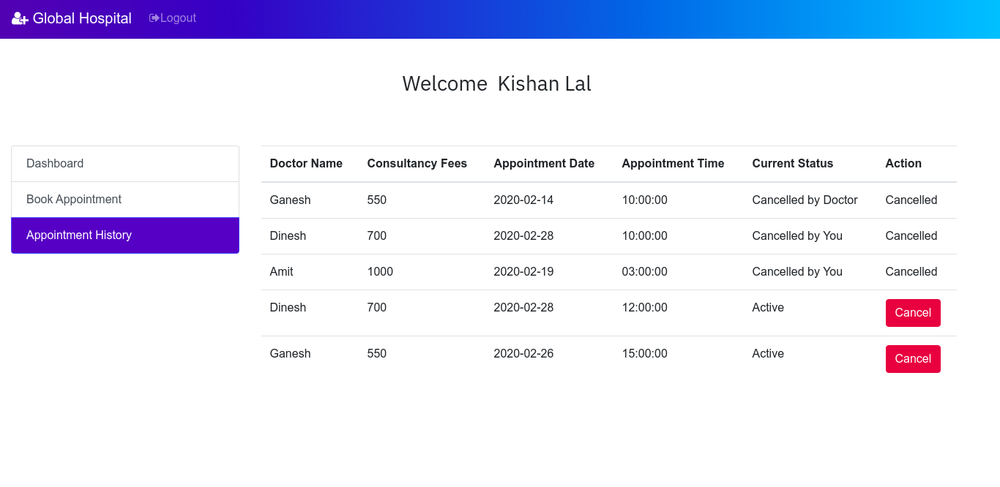 Global Hospital Logout
Welcome Kishan Lal
Dashboard
Book Appointment
Appointment History
Doctor Name Consultancy Fees Appointment Date Appointment Time Current Status Action
Ganesh 550 2020-02-14 10:00:00 Cancelled by Doctor Cancelled
Dinesh 700 2020-02-28 10:00:00 Cancelled by You Cancelled
Amit 1000 2020-02-19 03:00:00 Cancelled by You Cancelled
Dinesh 700 2020-02-28 12:00:00 Active Cancel
Ganesh 550 2020-02-26 15:00:00 Active Cancel